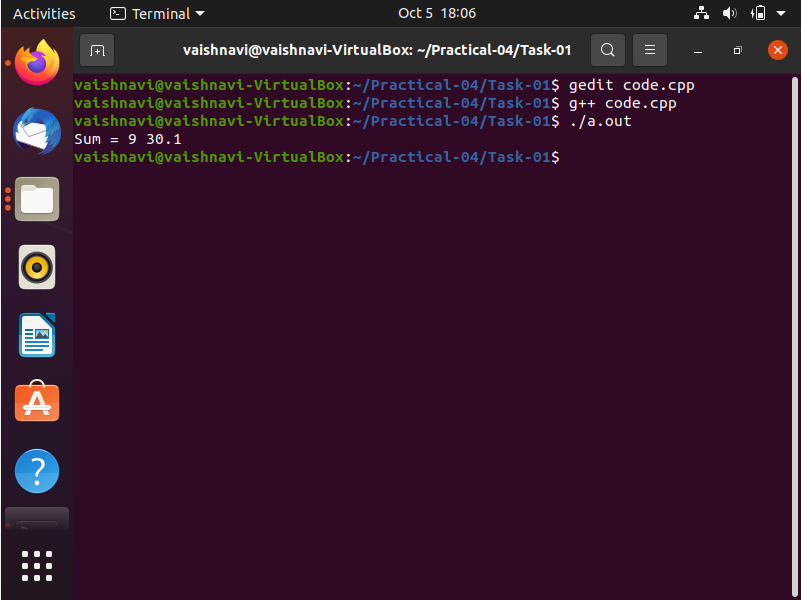 Activities
Terminal
Oct 5 18:06
vaishnavi@vaishnavi-VirtualBox: ~/Practical-04/Task-01
vaishnavi@vaishnavi-VirtualBox:~/Practical-04/Task-01$ gedit code.cpp
vaishnavi@vaishnavi-VirtualBox:~/Practical-04/Task-01$ g++ code.cpp
vaishnavi@vaishnavi-VirtualBox:~/Practical-04/Task-01$ ./a.out
Sum = 9 30.1
vaishnavi@vaishnavi-VirtualBox:~/Practical-04/Task-01$